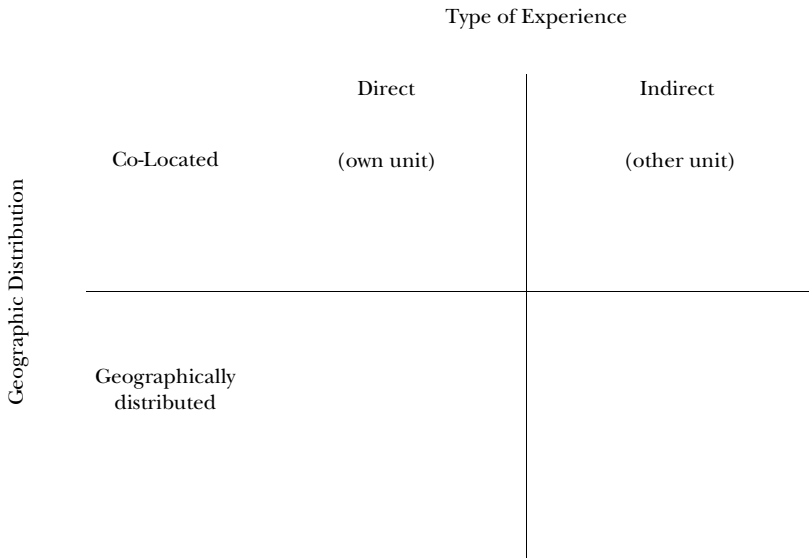 Type of Experience
Direct
Indirect
Co-Located
(own unit)
(other unit)
Geographic Distribution
Geographically
distributed